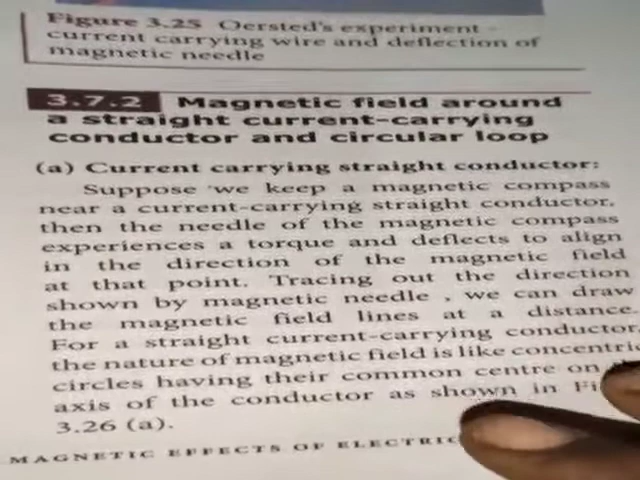 Figure 3.25 Oersted's experiment -
current carrying wire and deflection of
magnetic needle
3.7.2 Magnetic field around
a straight current-carrying
conductor and circular loop
(a) Current carrying straight conductor:
Suppose we keep a magnetic compass
near a current-carrying straight conductor,
then the needle of the magnetic compass
experiences a torque and deflects to align
in the direction of the magnetic field
at that point. Tracing out the direction
shown by magnetic needle , we can draw
the magnetic field lines at a distance.
For a straight current-carrying conductor,
the nature of magnetic field is like concentric
circles having their common centre on
axis of the conductor as shown in
3.26 (a).
MAGNETIC EFFECTS OF